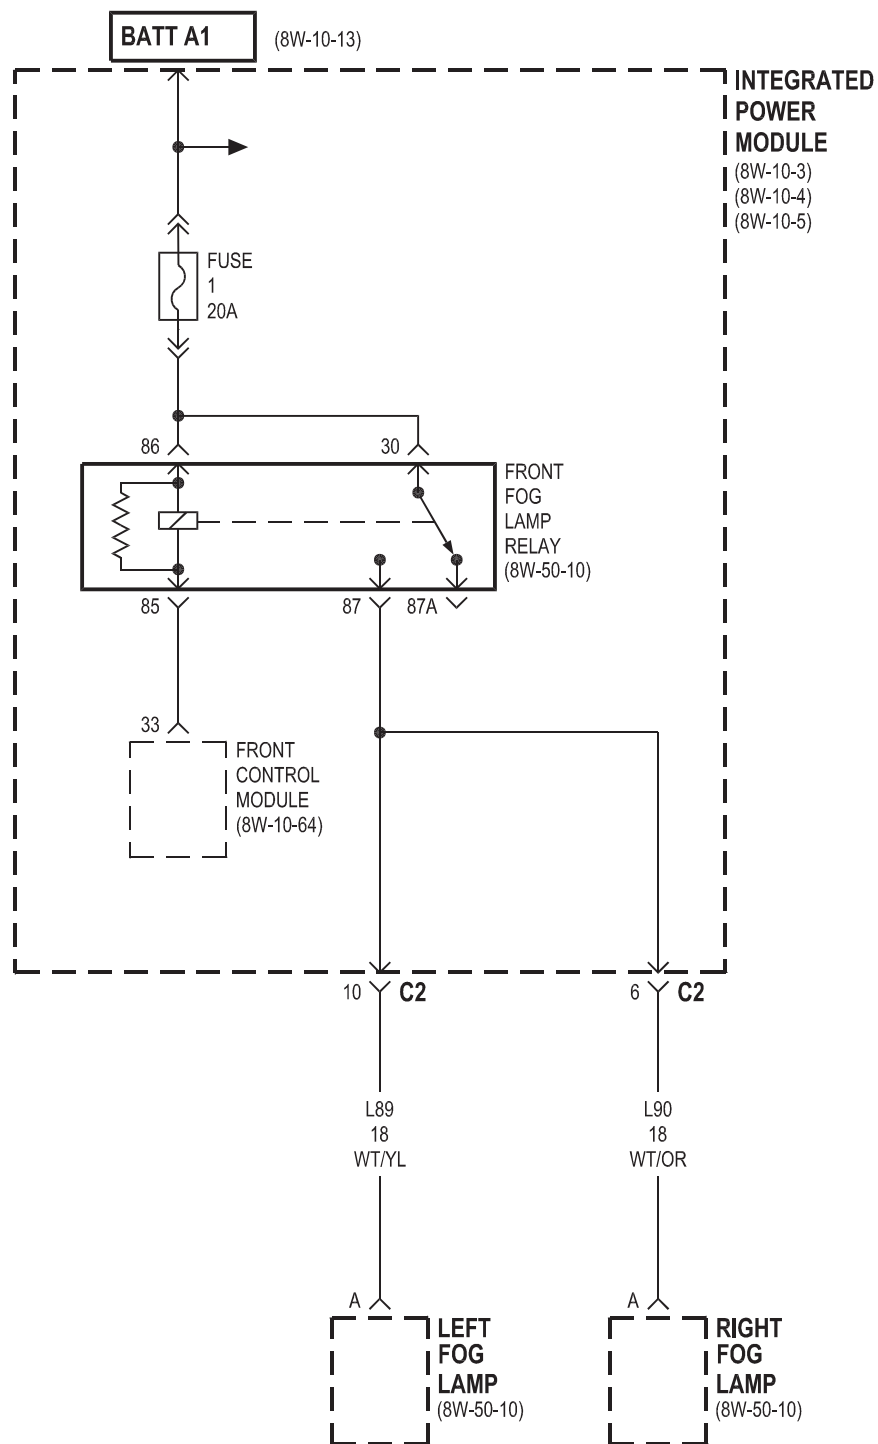 BATT A1
(8W-10-13)
INTEGRATED
POWER
MODULE
(8W-10-3)
(8W-10-4)
(8W-10-5)
FUSE
1
20A
86
30
FRONT
FOG
LAMP
RELAY
(8W-50-10)
85
87
87A
33
FRONT
CONTROL
MODULE
(8W-10-64)
10
C2
6
C2
L89
18
WT/YL
L90
18
WT/OR
A
LEFT
FOG
LAMP
(8W-50-10)
A
RIGHT
FOG
LAMP
(8W-50-10)